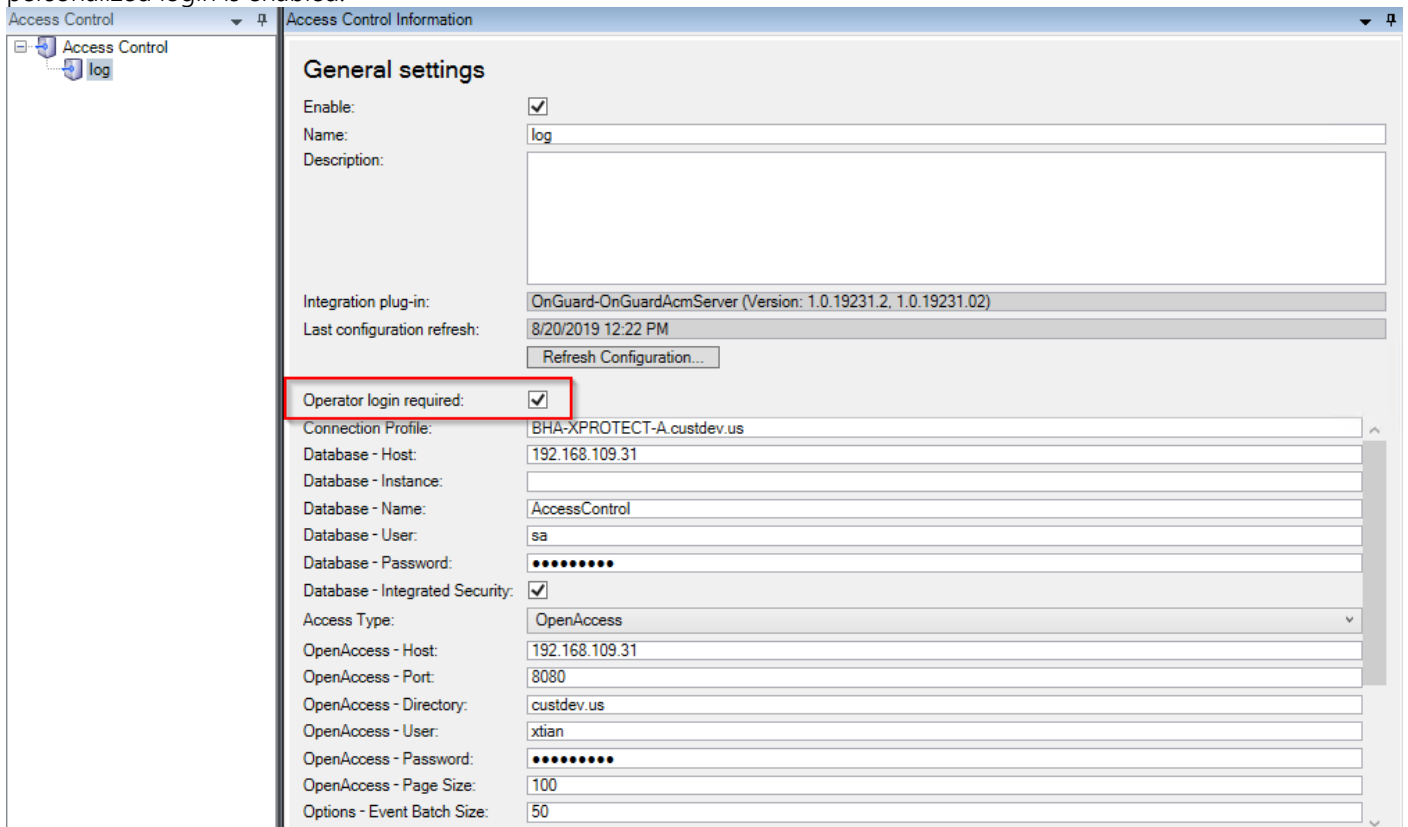 personalized login is enabled.
Access Control
Access Control Information
Access Control
log
General settings
Enable:
Name: log
Description:
Integration plug-in: OnGuard-OnGuardAcmServer (Version: 1.0.19231.2, 1.0.19231.02)
Last configuration refresh: 8/20/2019 12:22 PM
Refresh Configuration...
Operator login required:
Connection Profile: BHA-XPROTECT-A.custdev.us
Database - Host: 192.168.109.31
Database - Instance:
Database - Name: AccessControl
Database - User: sa
Database - Password: ●●●●●●●●●
Database - Integrated Security:
Access Type: OpenAccess
OpenAccess - Host: 192.168.109.31
OpenAccess - Port: 8080
OpenAccess - Directory: custdev.us
OpenAccess - User: xtian
OpenAccess - Password: ●●●●●●●●●
OpenAccess - Page Size: 100
Options - Event Batch Size: 50